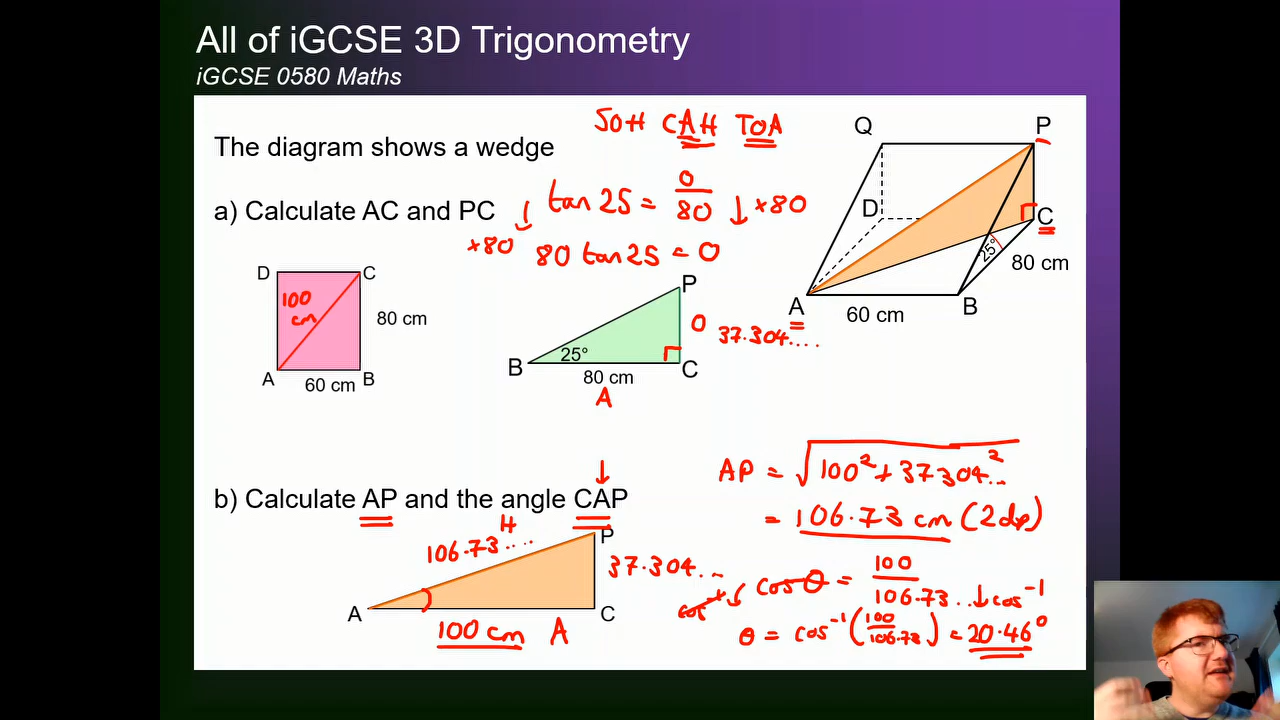 All of iGCSE 3D Trigonometry
iGCSE 0580 Maths
SOH CAH TOA
The diagram shows a wedge
a) Calculate AC and PC
tan 25 = O/80 ↓ ×80
↓ ×80
80 tan 25 = O
D C
100 cm
80 cm
A B
60 cm
P
O
37.304....
25°
B C
80 cm
A
Q P
D C
25°
80 cm
A B
60 cm
b) Calculate AP and the angle CAP
↓
H
106.73...
P
37.304...
A C
100 cm A
AP = √(100² + 37.304...²)
= 106.73 cm (2dp)
cos⁻¹ ↓ cos θ = 100/106.73... ↓ cos⁻¹
θ = cos⁻¹(100/106.73) = 20.46°